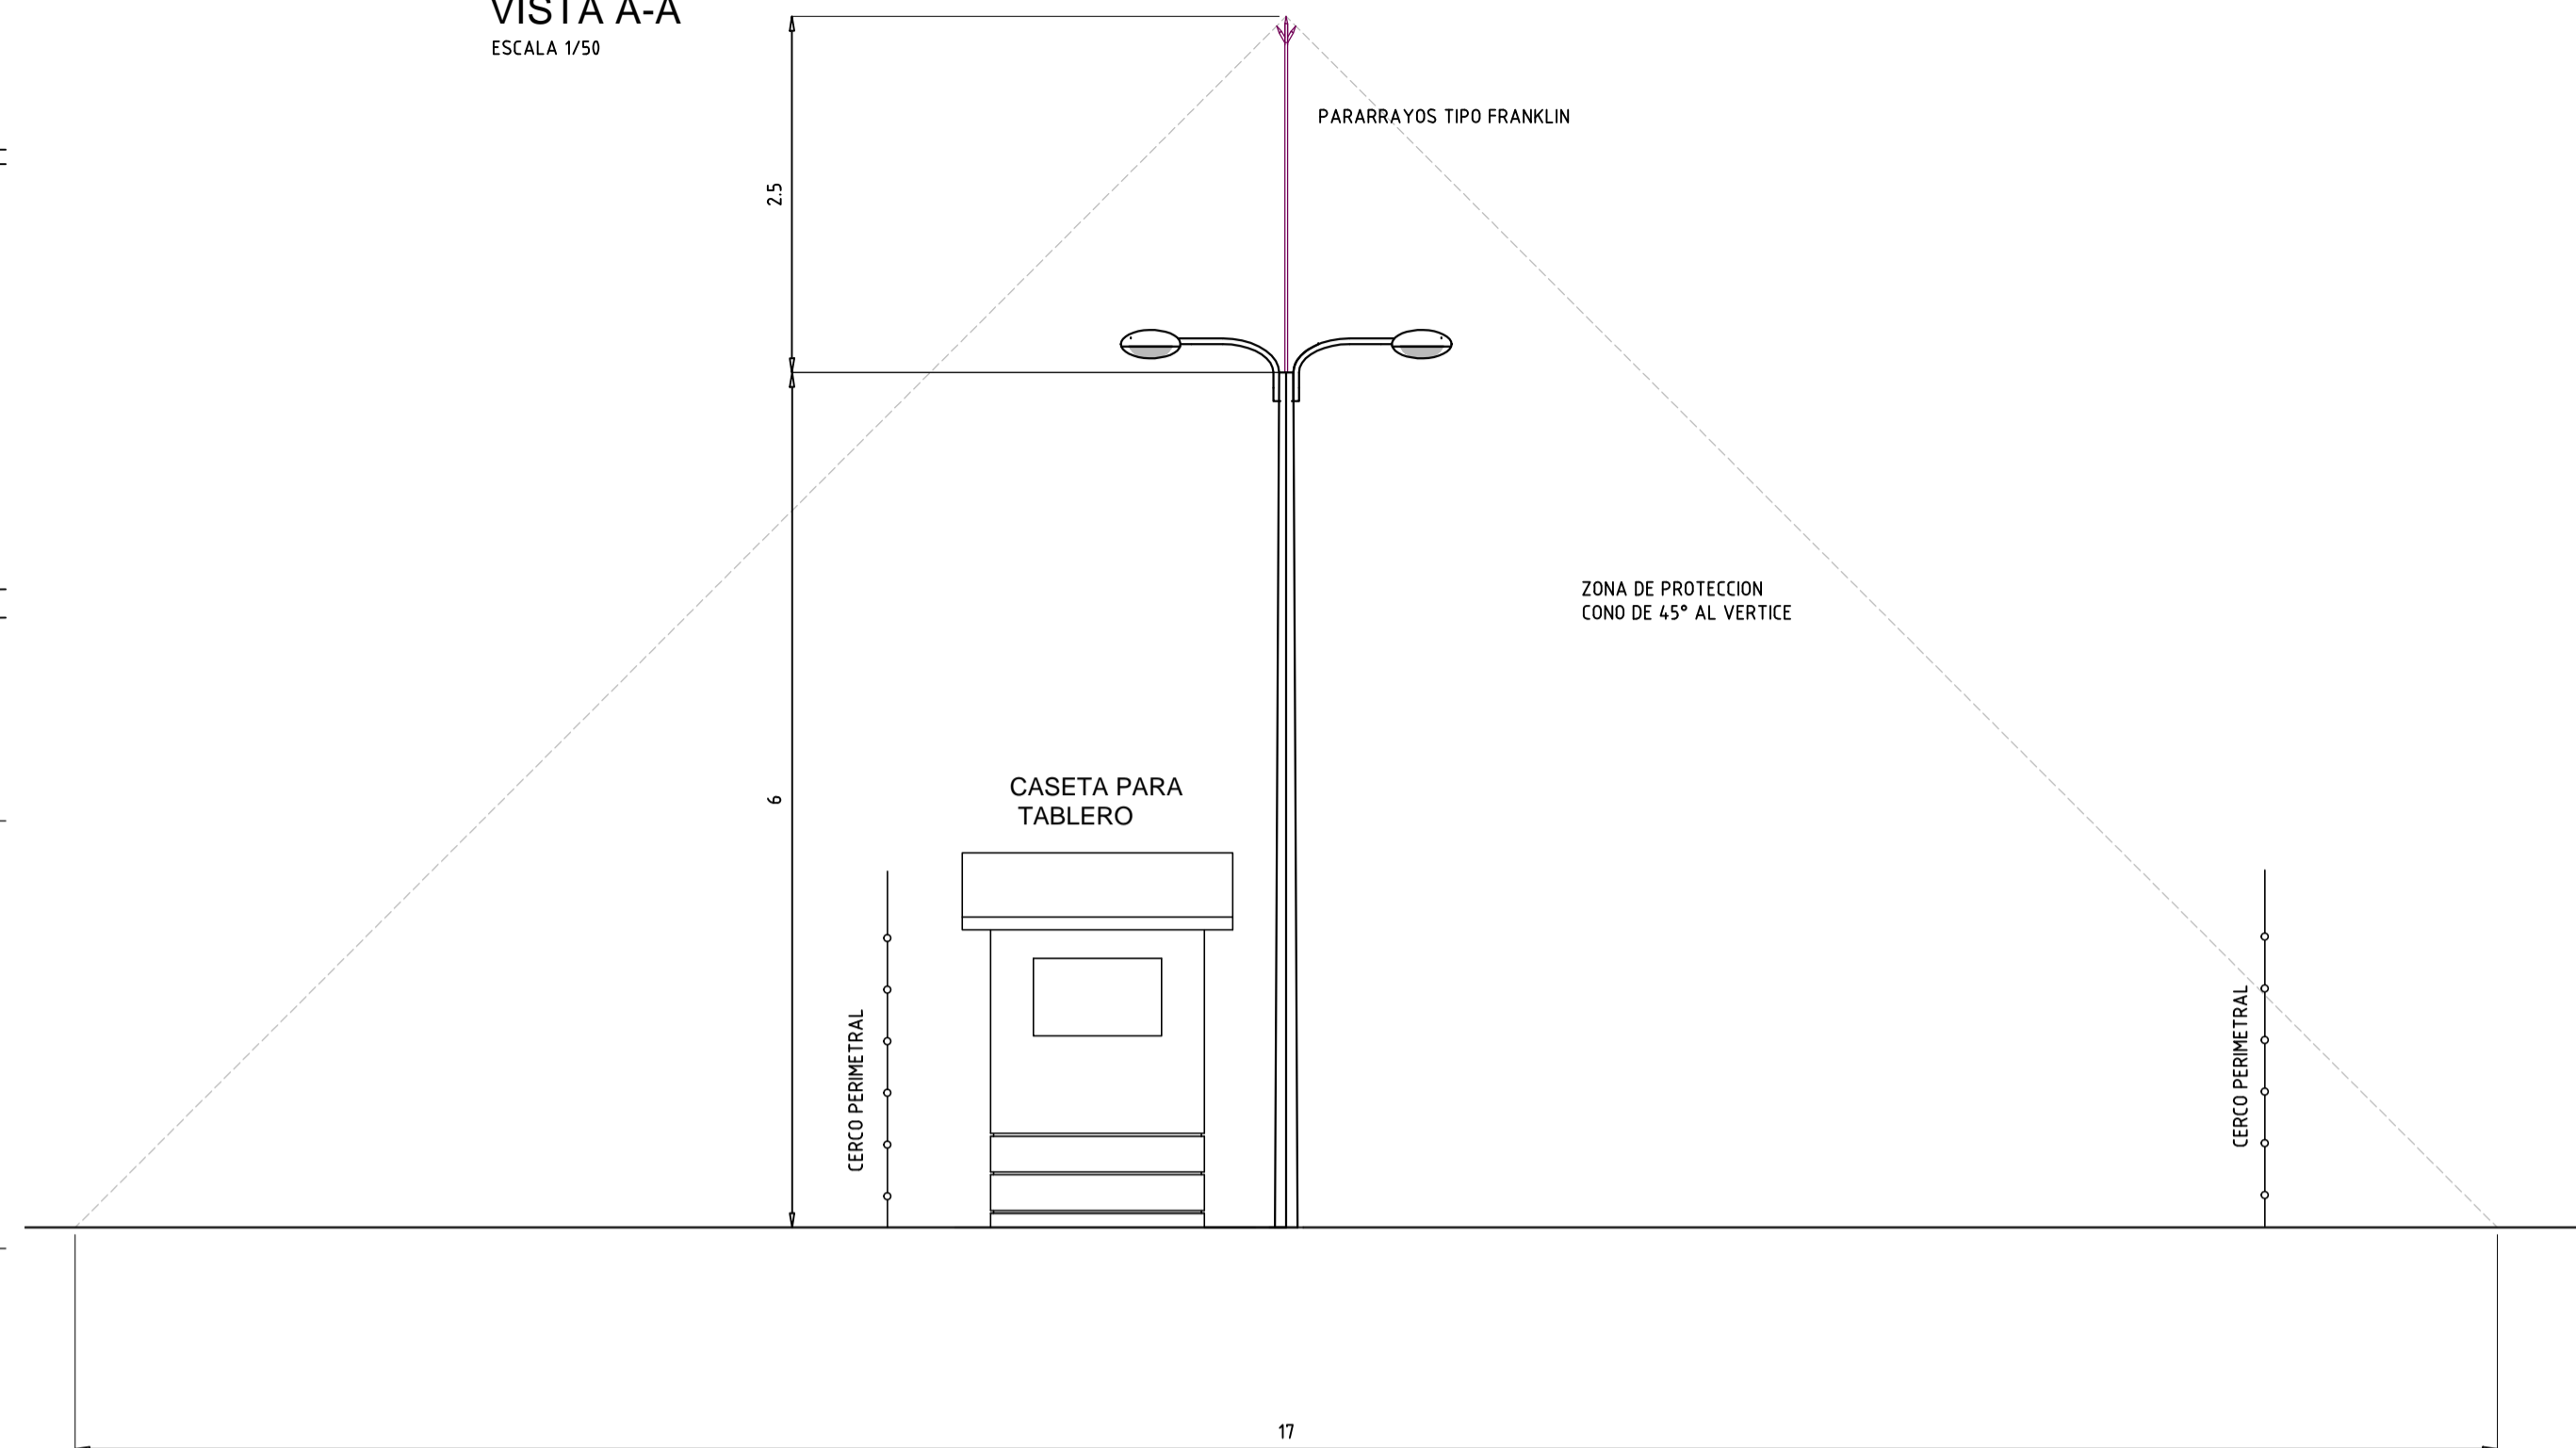 VISTA A-A
ESCALA 1/50
PARARRAYOS TIPO FRANKLIN
2.5
ZONA DE PROTECCION
CONO DE 45° AL VERTICE
6
CASETA PARA
TABLERO
CERCO PERIMETRAL
CERCO PERIMETRAL
17